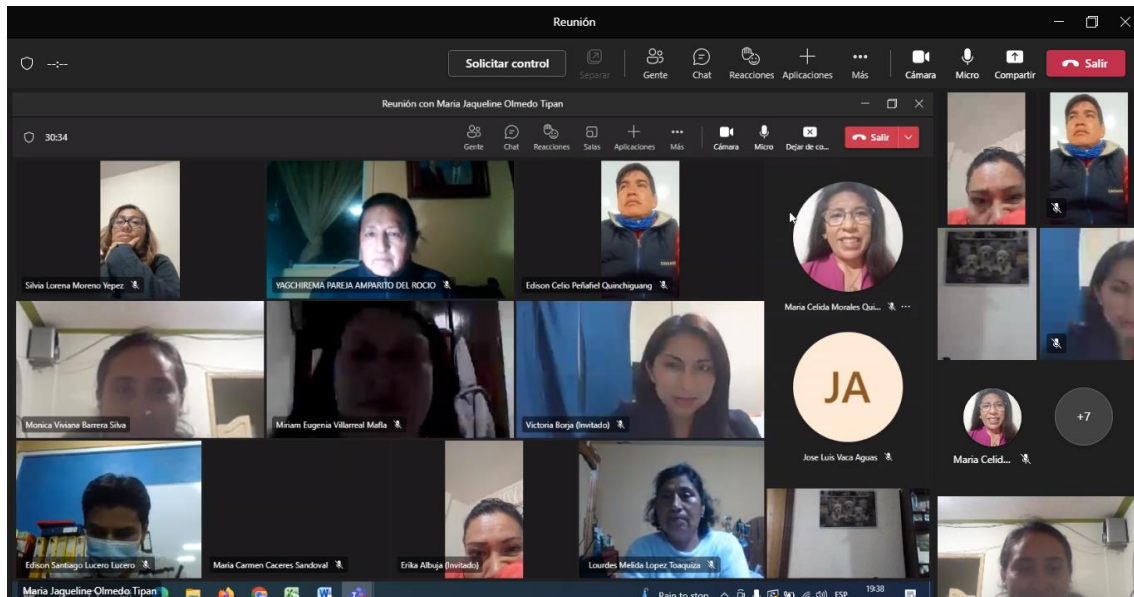 Reunión
--:--
Solicitar control
Separar
Gente
Chat
Reacciones
Aplicaciones
Más
Cámara
Micro
Compartir
Salir
Reunión con Maria Jaqueline Olmedo Tipan
30:34
Gente
Chat
Reacciones
Salas
Aplicaciones
Más
Cámara
Micro
Dejar de co...
Salir
Silvia Lorena Moreno Yepez
YAGCHIREMA PAREJA AMPARITO DEL ROCIO
Edison Celio Peñafiel Quinchiguang
Maria Celida Morales Qui...
Monica Viviana Barrera Silva
Miriam Eugenia Villarreal Mafla
Victoria Borja (Invitado)
JA
Jose Luis Vaca Aguas
Maria Celid...
+7
Edison Santiago Lucero Lucero
Maria Carmen Caceres Sandoval
Erika Albuja (Invitado)
Lourdes Melida Lopez Toaquiza
Maria Jaqueline Olmedo Tipan
Rain to stop
ESP
19:38